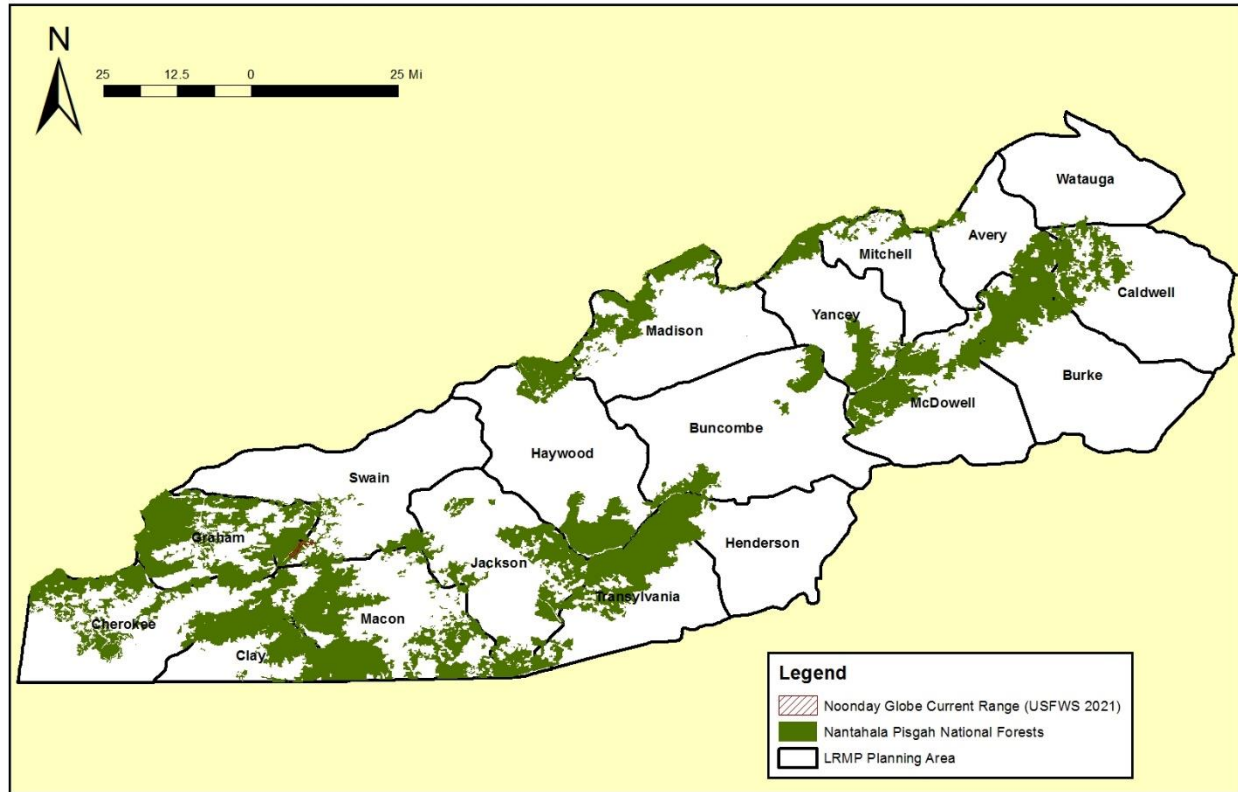 N
25 12.5 0 25 Mi
Watauga
Avery
Mitchell
Caldwell
Yancey
Madison
Burke
McDowell
Buncombe
Haywood
Swain
Graham
Henderson
Jackson
Transylvania
Macon
Cherokee
Clay
Legend
Noonday Globe Current Range (USFWS 2021)
Nantahala Pisgah National Forests
LRMP Planning Area